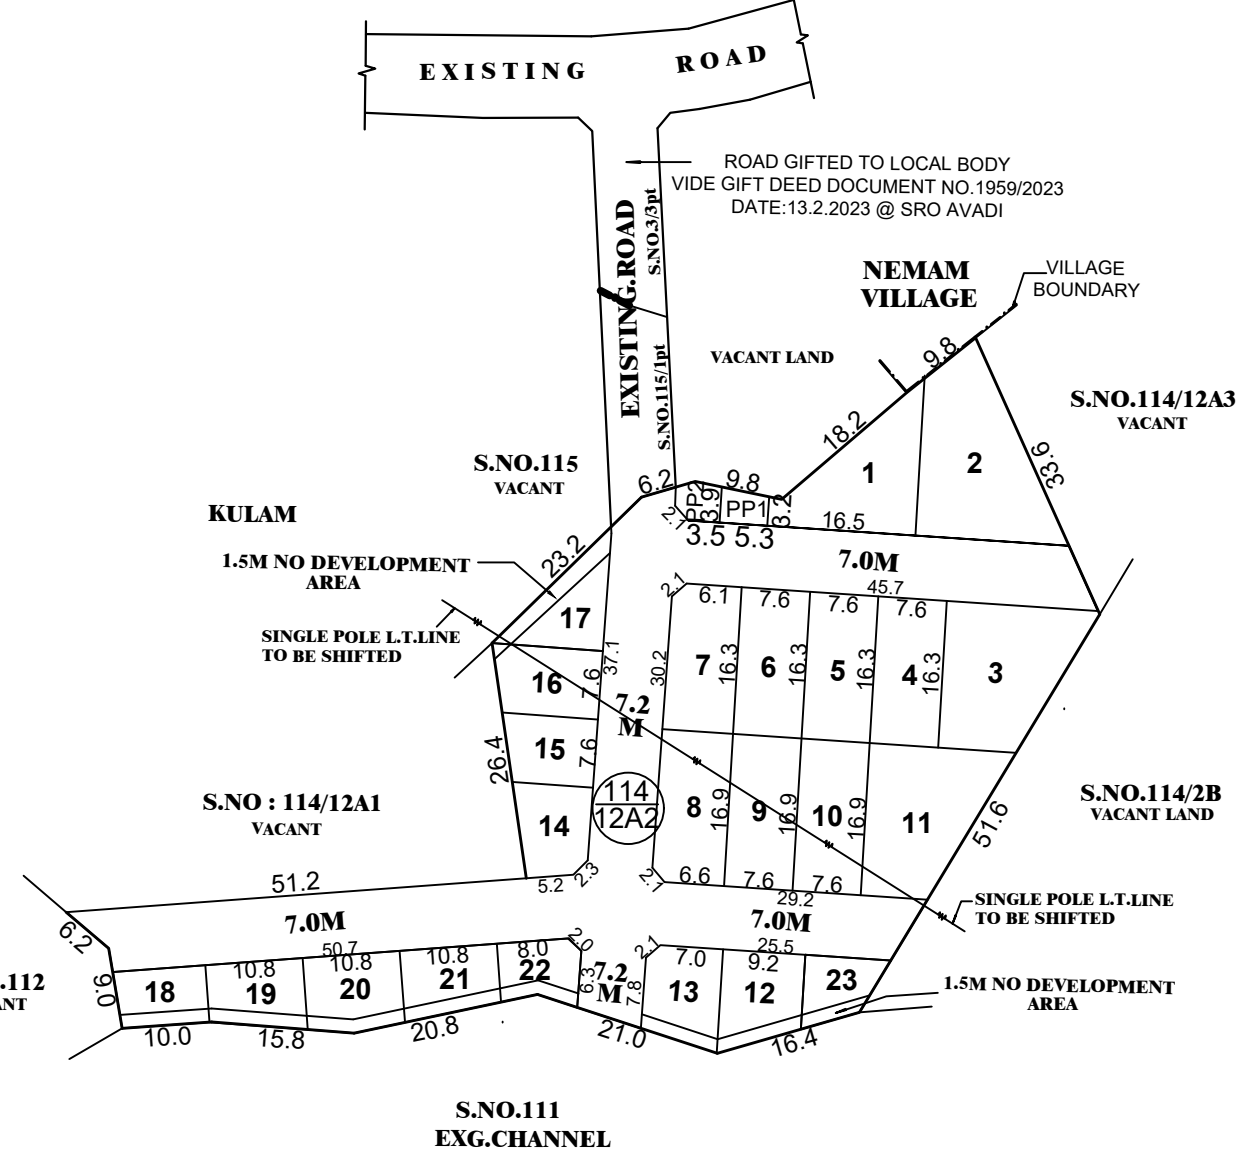 EXISTING ROAD
ROAD GIFTED TO LOCAL BODY
VIDE GIFT DEED DOCUMENT NO.1959/2023
DATE:13.2.2023 @ SRO AVADI
EXISTING.ROAD
S.NO.3/3pt
S.NO.115/1pt
NEMAM
VILLAGE
VILLAGE
BOUNDARY
VACANT LAND
9.8
S.NO.114/12A3
VACANT
18.2
33.6
1
2
S.NO.115
VACANT
6.2
9.8
PP2
3.9
PP1
3.2
2.1
3.5
5.3
16.5
KULAM
23.2
1.5M NO DEVELOPMENT
AREA
7.0M
45.7
2.1
6.1
7.6
7.6
7.6
17
SINGLE POLE L.T.LINE
TO BE SHIFTED
37.1
30.2
7
16.3
6
16.3
5
16.3
4
16.3
3
16
7.6
7.2
M
15
7.6
26.4
114
12A2
S.NO : 114/12A1
VACANT
14
8
16.9
9
16.9
10
16.9
11
51.6
S.NO.114/2B
VACANT LAND
51.2
5.2
2.3
2.1
6.6
7.6
7.6
29.2
SINGLE POLE L.T.LINE
TO BE SHIFTED
7.0M
7.0M
6.2
50.7
2.0
2.1
25.5
9.0
10.8
10.8
10.8
8.0
7.0
9.2
.112
ANT
18
19
20
21
22
6.3
7.2
M
7.8
13
12
23
1.5M NO DEVELOPMENT
AREA
10.0
15.8
20.8
21.0
16.4
S.NO.111
EXG.CHANNEL